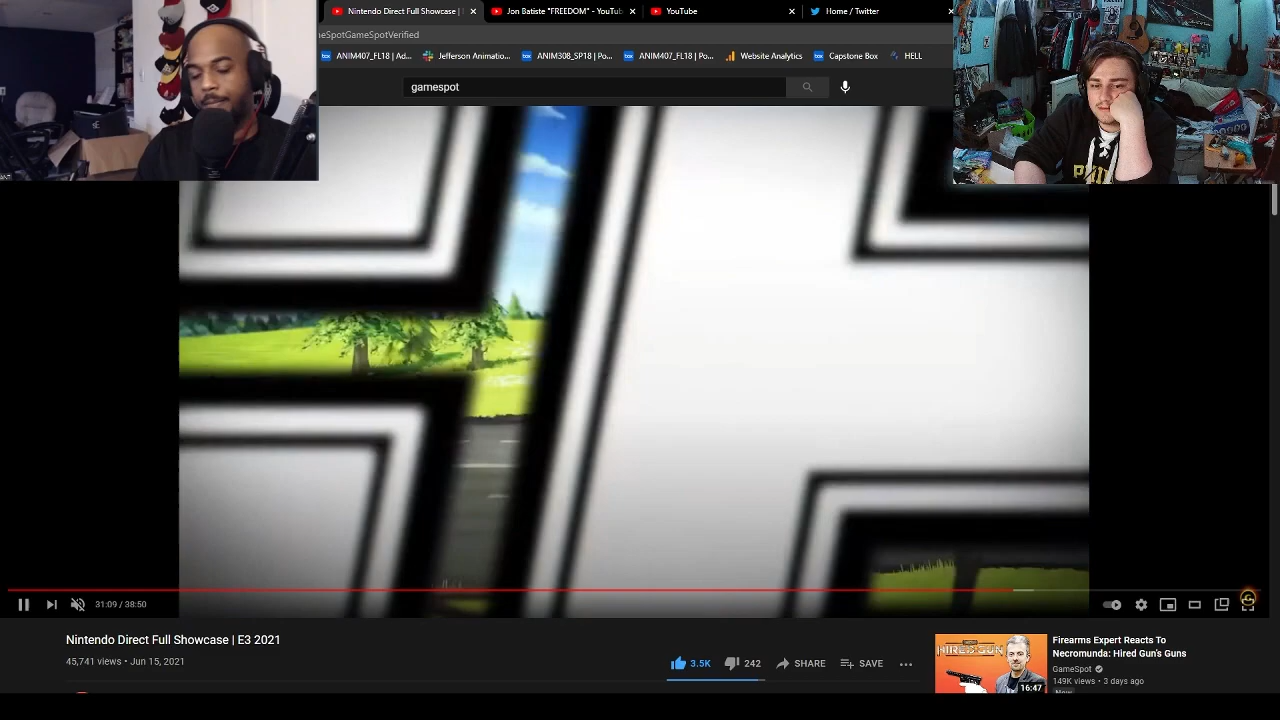 Nintendo Direct Full Showcase |
Jon Batiste "FREEDOM" - YouTub
YouTube
Home / Twitter
eSpotGameSpotVerified
ANIM407_FL18 | Ad...
Jefferson Animatio...
ANIM308_SP18 | Po...
ANIM407_FL18 | Po...
Website Analytics
Capstone Box
HELL
gamespot
31:09 / 38:50
Nintendo Direct Full Showcase | E3 2021
45,741 views • Jun 15, 2021
3.5K
242
SHARE
SAVE
HIRED GUN
16:47
Firearms Expert Reacts To
Necromunda: Hired Gun's Guns
GameSpot
149K views • 3 days ago
New